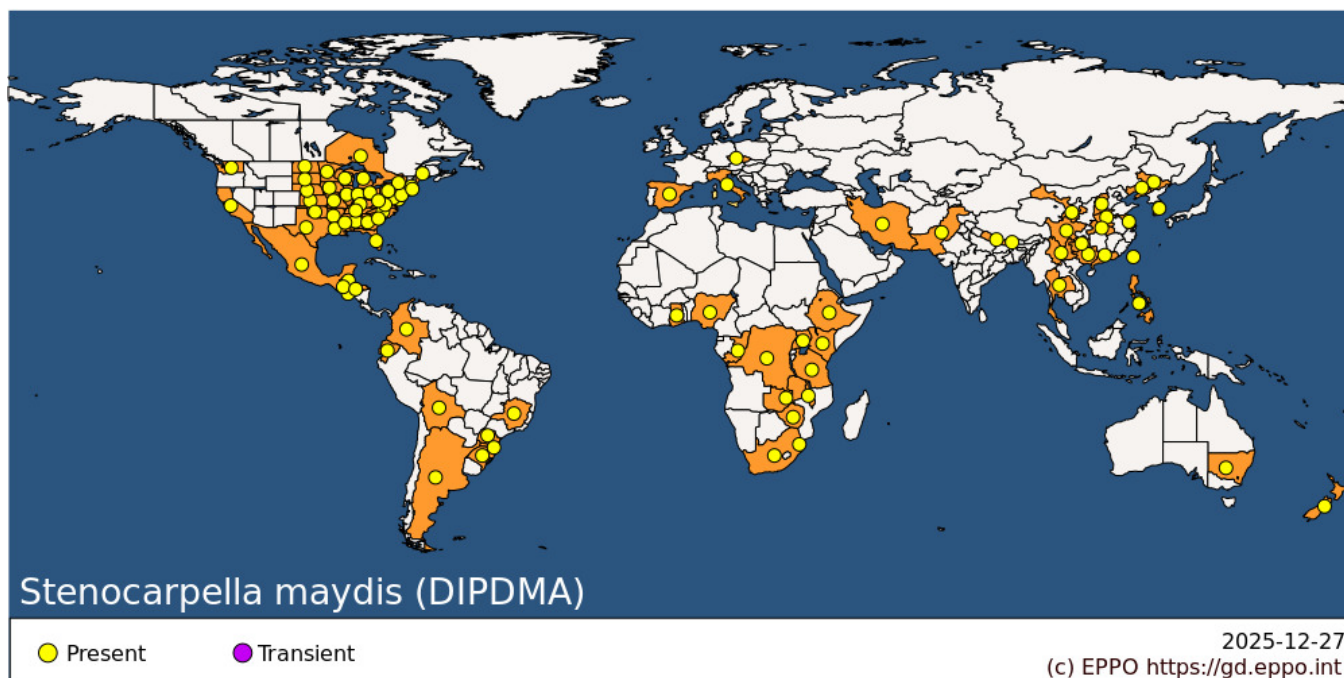 Stenocarpella maydis (DIPDMA)
Present
Transient
2025-12-27
(c) EPPO https://gd.eppo.int